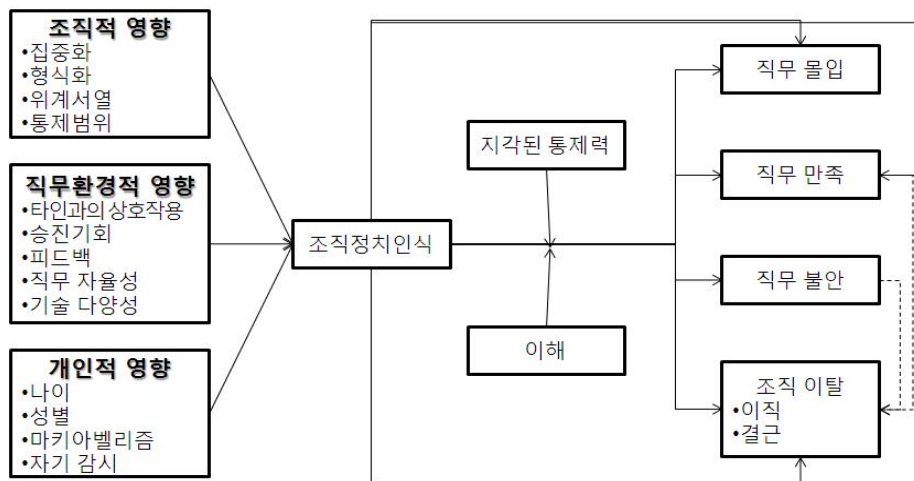 조직적 영향
•집중화
•형식화
•위계서열
•통제범위
직무환경적 영향
•타인과의 상호작용
•승진기회
•피드백
•직무 자율성
•기술 다양성
개인적 영향
•나이
•성별
•마키아벨리즘
•자기 감시
조직정치인식
지각된 통제력
이해
직무 몰입
직무 만족
직무 불안
조직 이탈
•이직
•결근